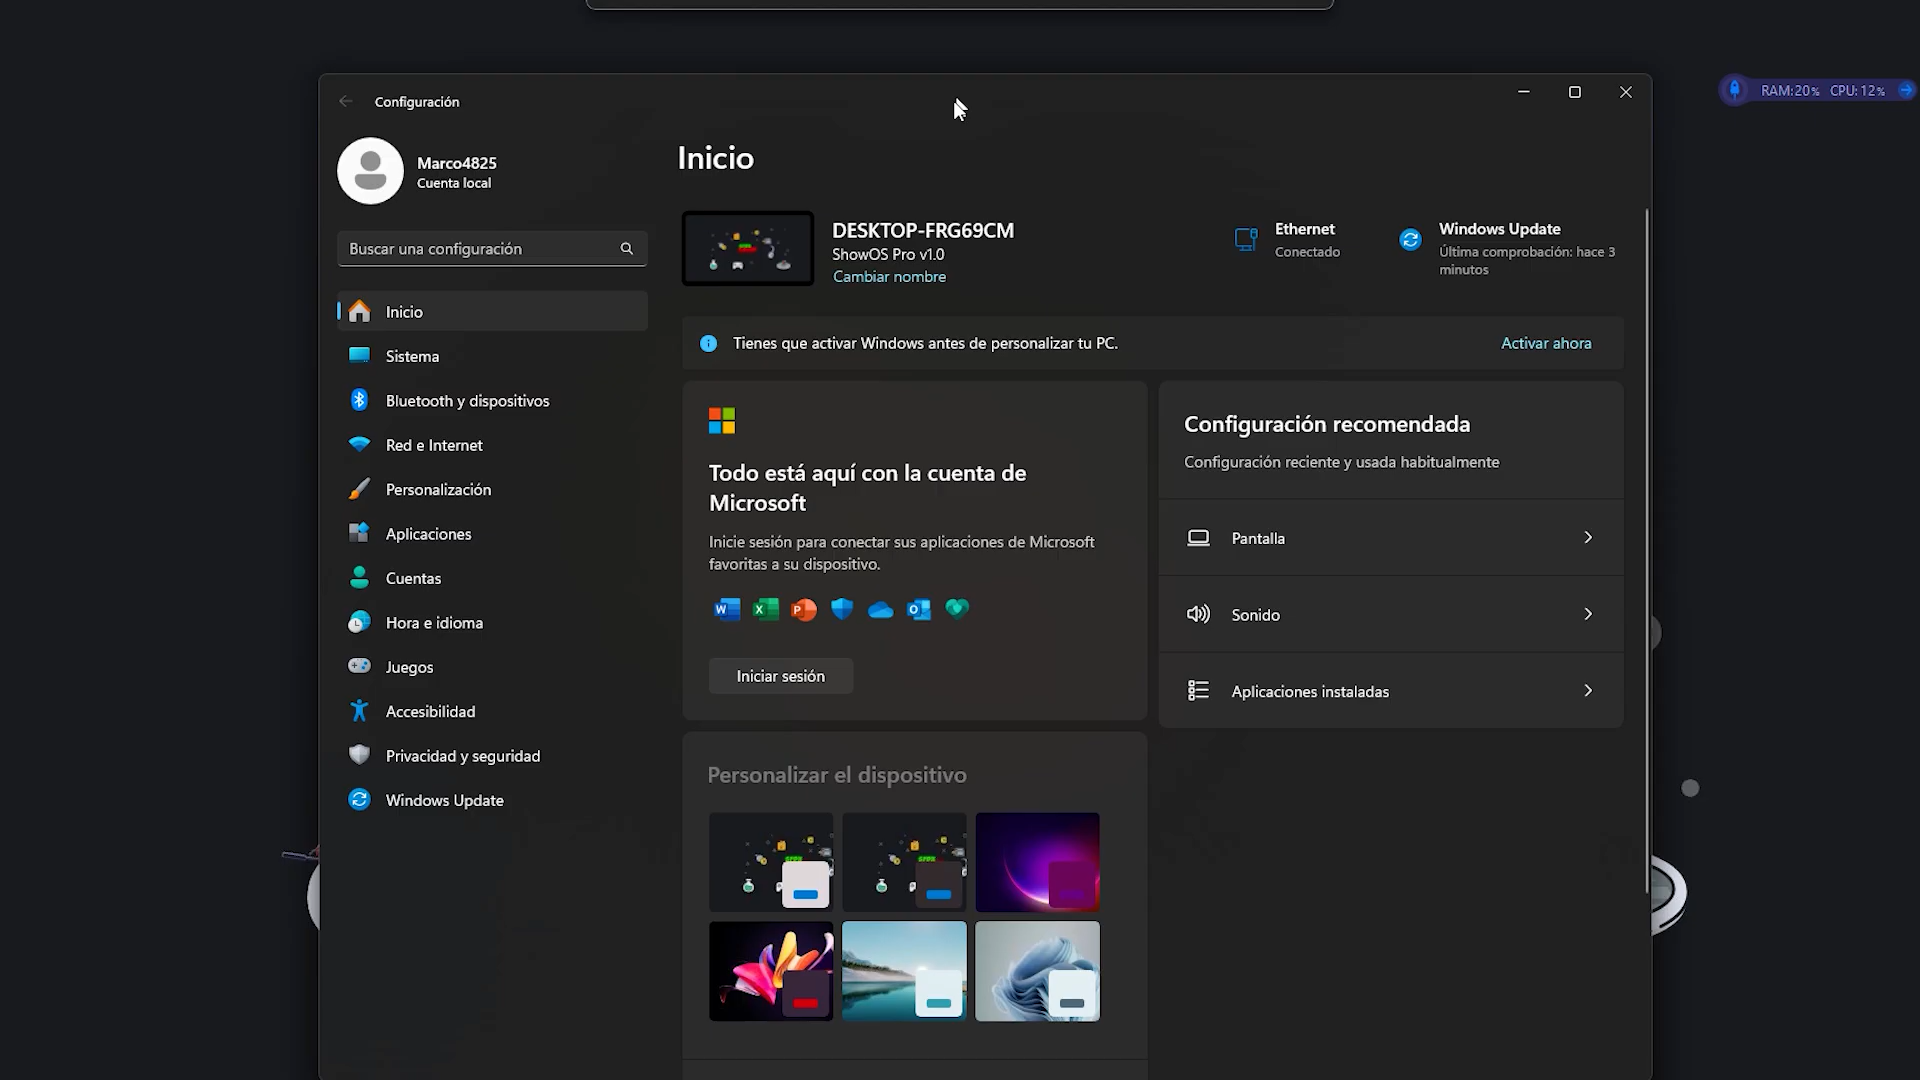 Configuración
Marco4825
Cuenta local
Buscar una configuración
Inicio
Sistema
Bluetooth y dispositivos
Red e Internet
Personalización
Aplicaciones
Cuentas
Hora e idioma
Juegos
Accesibilidad
Privacidad y seguridad
Windows Update
Inicio
DESKTOP-FRG69CM
ShowOS Pro v1.0
Cambiar nombre
Ethernet
Conectado
Windows Update
Última comprobación: hace 3
minutos
Tienes que activar Windows antes de personalizar tu PC.
Activar ahora
Todo está aquí con la cuenta de
Microsoft
Inicie sesión para conectar sus aplicaciones de Microsoft
favoritas a su dispositivo.
Iniciar sesión
Configuración recomendada
Configuración reciente y usada habitualmente
Pantalla
Sonido
Aplicaciones instaladas
Personalizar el dispositivo
RAM:20% CPU:12%